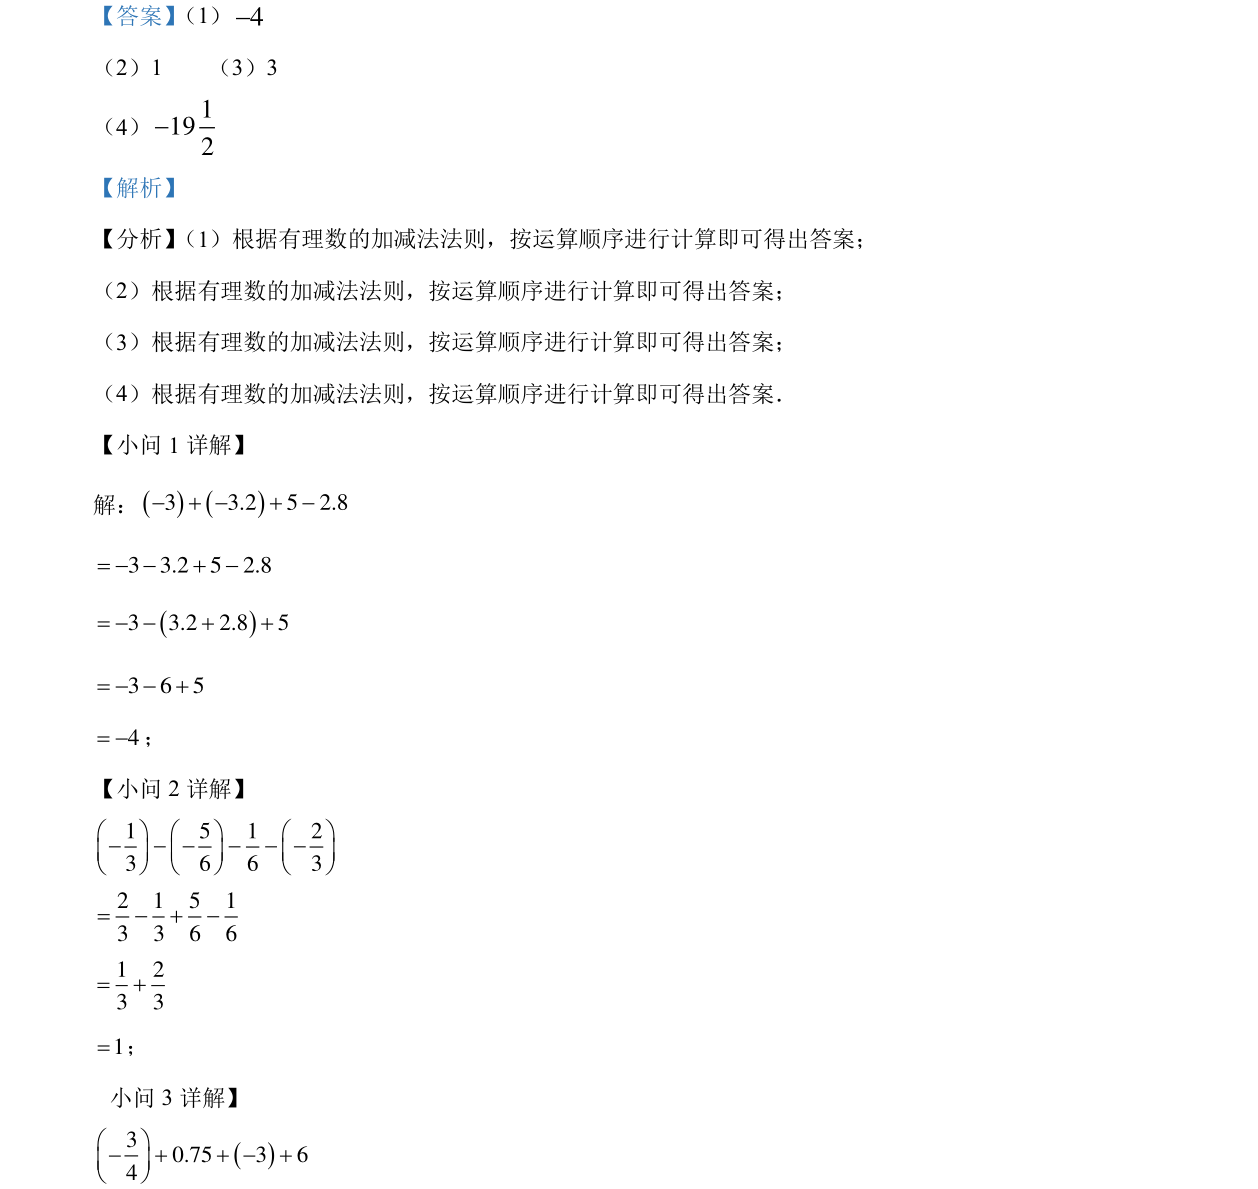 【答案】（1）−4
（2）1 （3）3
（4）−19 1/2
【解析】
【分析】（1）根据有理数的加减法法则，按运算顺序进行计算即可得出答案；
（2）根据有理数的加减法法则，按运算顺序进行计算即可得出答案；
（3）根据有理数的加减法法则，按运算顺序进行计算即可得出答案；
（4）根据有理数的加减法法则，按运算顺序进行计算即可得出答案．
【小问 1 详解】
解：(−3)+(−3.2)+5−2.8
=−3−3.2+5−2.8
=−3−(3.2+2.8)+5
=−3−6+5
=−4；
【小问 2 详解】
(−1/3)−(−5/6)−1/6−(−2/3)
=2/3−1/3+5/6−1/6
=1/3+2/3
=1；
小问 3 详解】
(−3/4)+0.75+(−3)+6